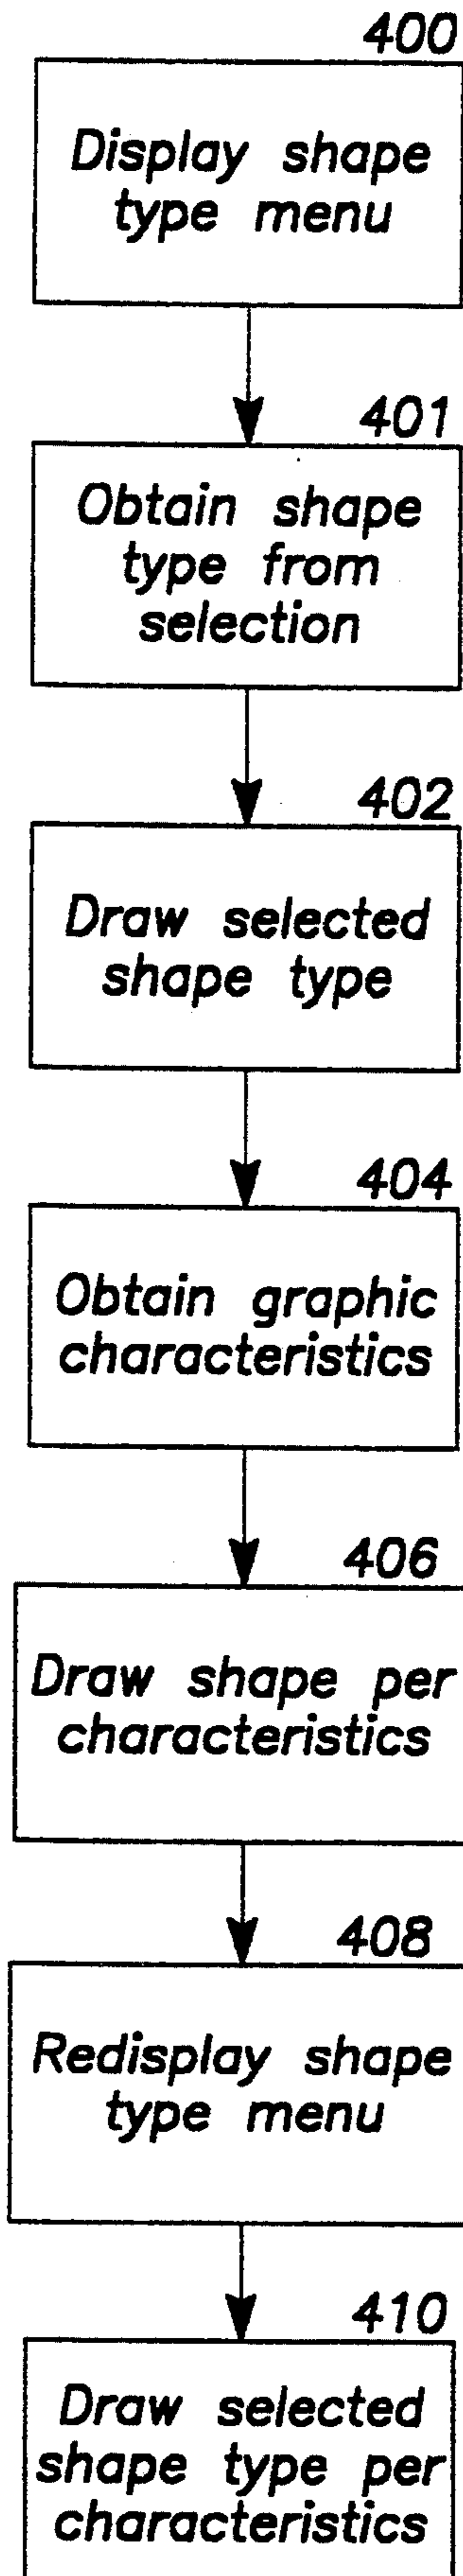 400
Display shape
type menu
401
Obtain shape
type from
selection
402
Draw selected
shape type
404
Obtain graphic
characteristics
406
Draw shape per
characteristics
408
Redisplay shape
type menu
410
Draw selected
shape type per
characteristics